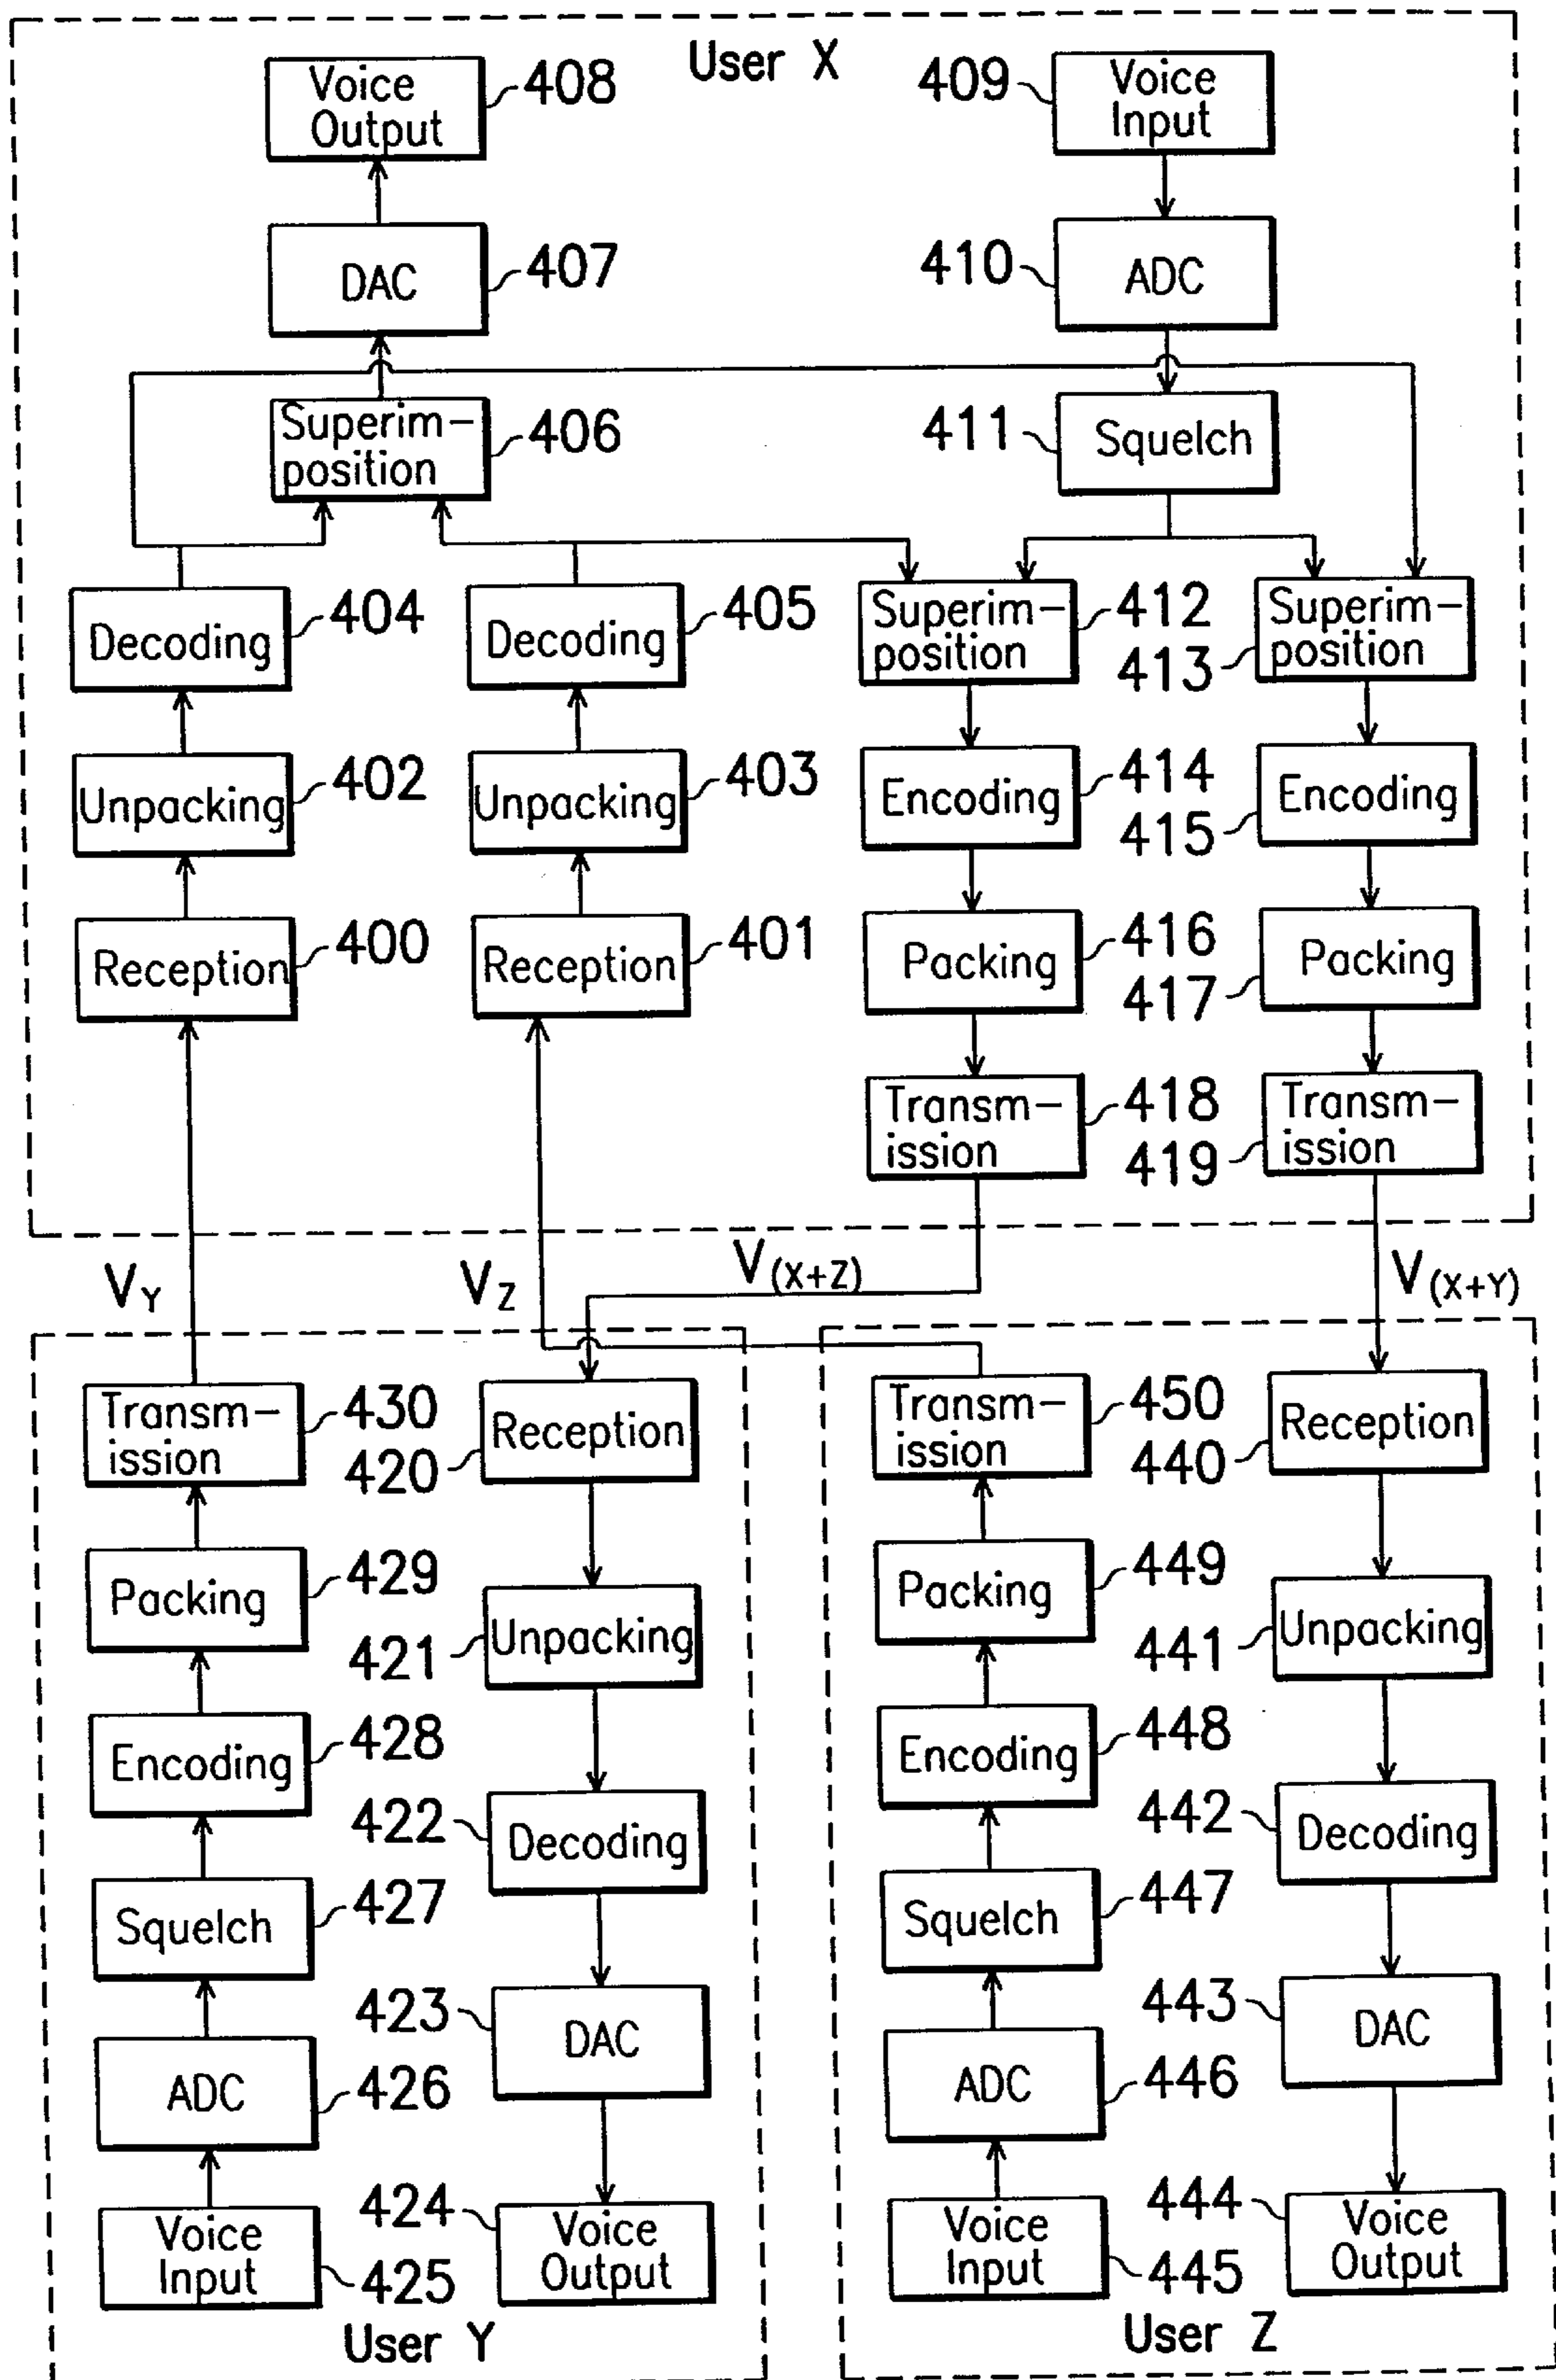 User X
Voice
Output
408
409
Voice
Input
DAC
407
410
ADC
Superim-
position
406
411
Squelch
Decoding
404
Decoding
405
Superim-
position
412
413
Superim-
position
Unpacking
402
Unpacking
403
Encoding
414
415
Encoding
Reception
400
Reception
401
Packing
416
417
Packing
Transm-
ission
418
419
Transm-
ission
VY
VZ
V(X+Z)
V(X+Y)
Transm-
ission
430
420
Reception
Transm-
ission
450
440
Reception
Packing
429
421
Unpacking
Packing
449
441
Unpacking
Encoding
428
422
Decoding
Encoding
448
442
Decoding
Squelch
427
423
DAC
Squelch
447
443
DAC
ADC
426
424
Voice
Output
ADC
446
444
Voice
Output
Voice
Input
425
Voice
Input
445
User Y
User Z